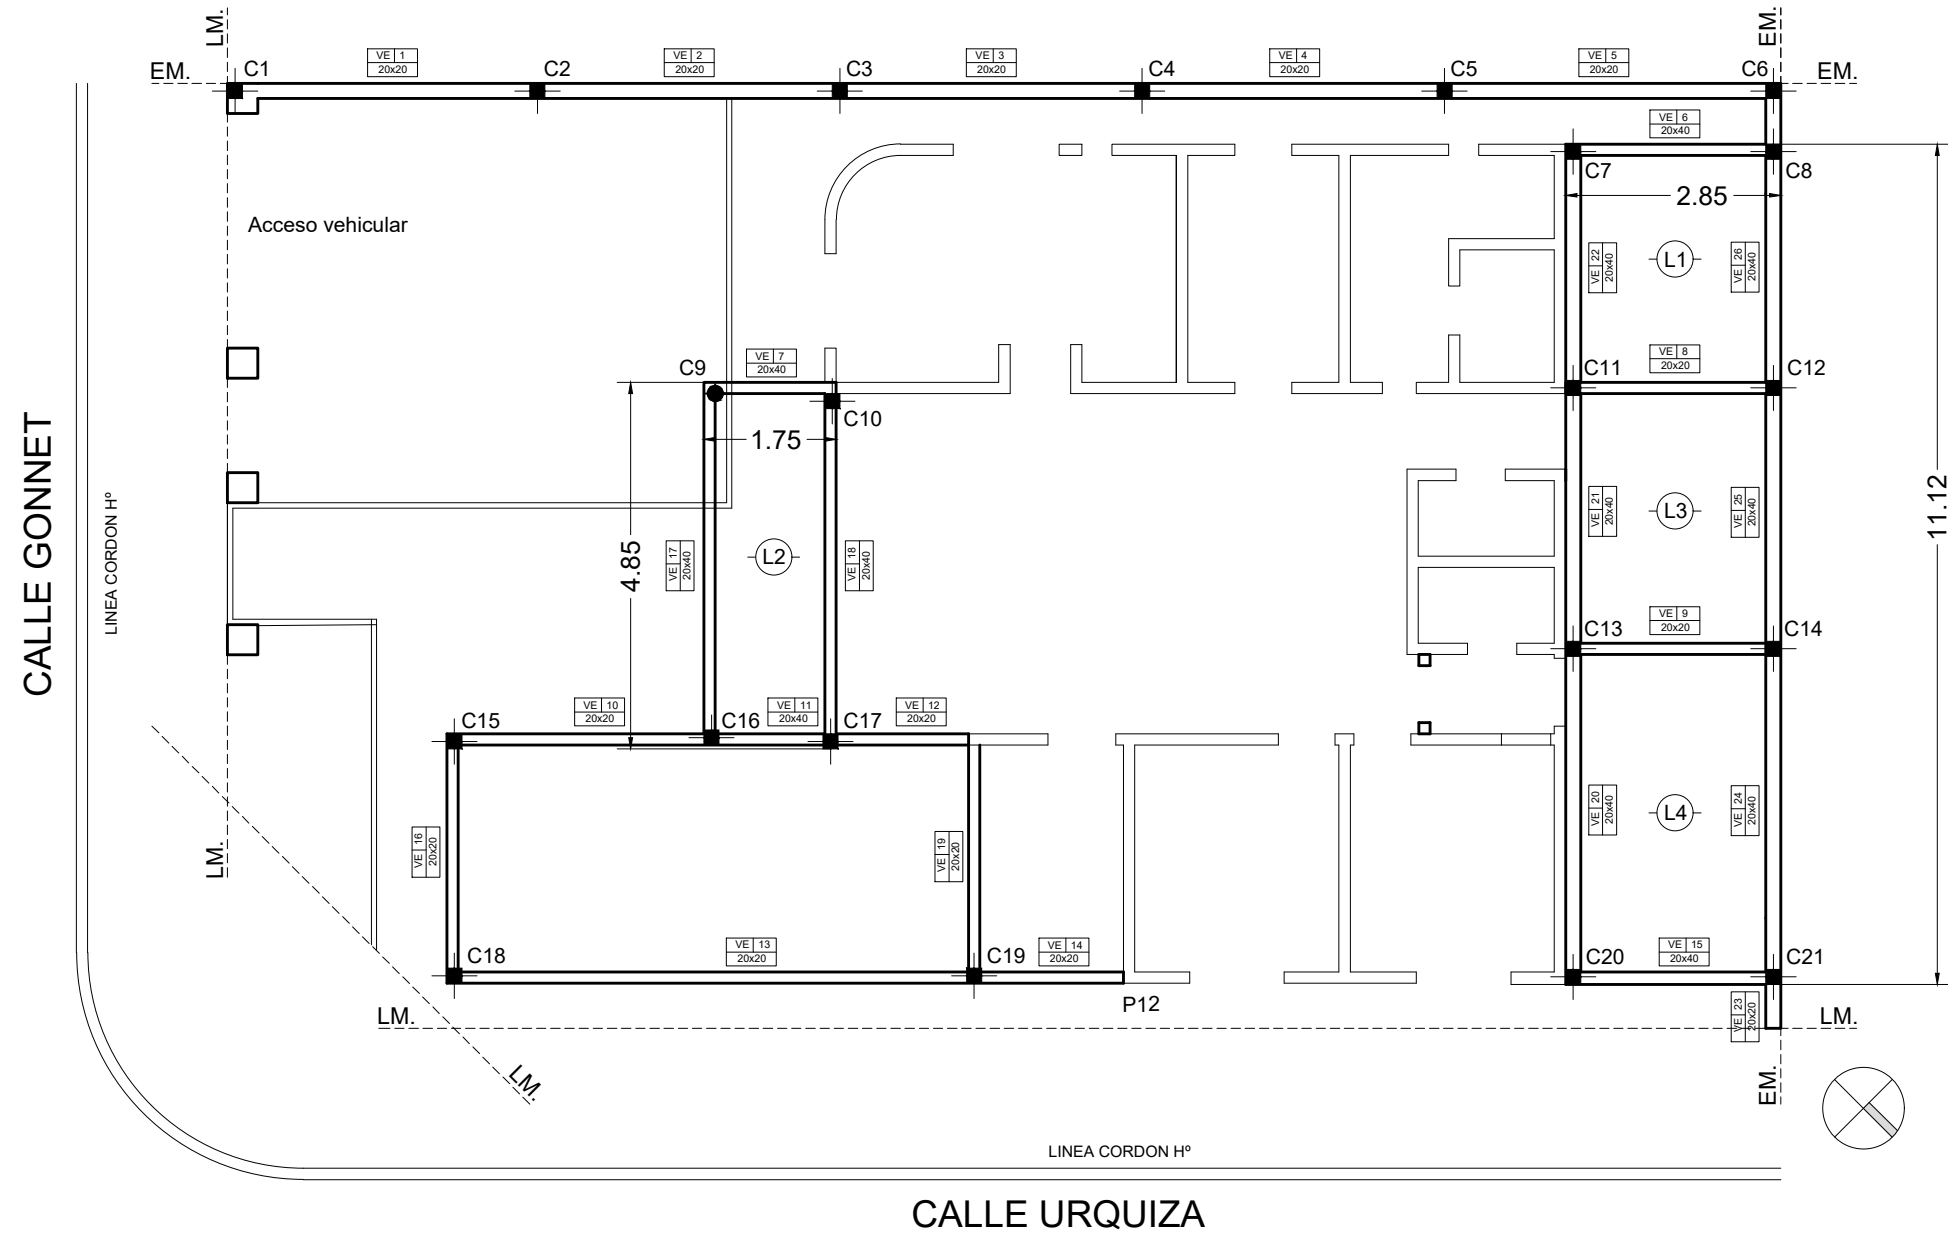 LM.
EM.
EM.
C1
VE 1
20x20
C2
VE 2
20x20
C3
VE 3
20x20
C4
VE 4
20x20
C5
VE 5
20x20
C6
EM.
VE 6
20x40
C7
C8
2.85
Acceso vehicular
VE 22
20x40
L1
VE 26
20x40
C9
VE 7
20x40
C10
1.75
C11
VE 8
20x20
C12
CALLE GONNET
LINEA CORDON Hº
4.85
VE 17
20x40
L2
VE 18
20x40
VE 21
20x40
L3
VE 25
20x40
11.12
C13
VE 9
20x20
C14
C15
VE 10
20x20
C16
VE 11
20x40
C17
VE 12
20x20
LM.
VE 16
20x20
VE 19
20x20
VE 20
20x40
L4
VE 24
20x40
C18
VE 13
20x20
C19
VE 14
20x20
P12
C20
VE 15
20x40
C21
VE 23
20x20
LM.
LM.
LM.
EM.
LINEA CORDON Hº
CALLE URQUIZA